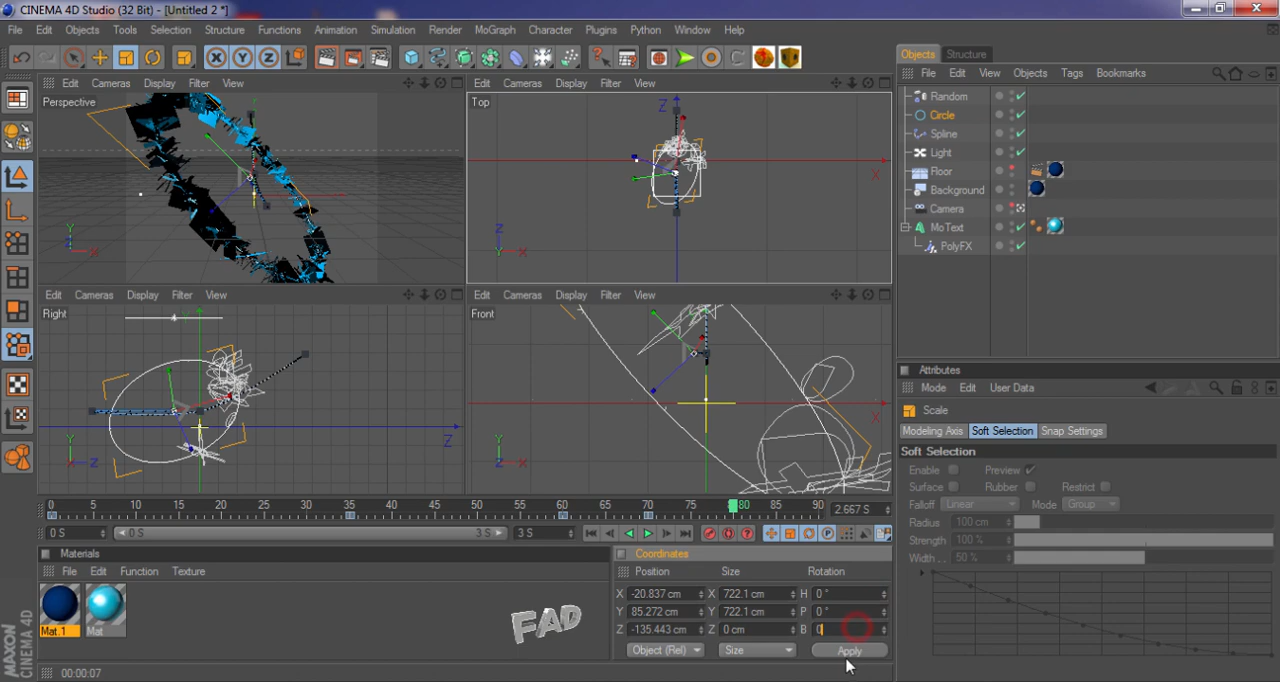 CINEMA 4D Studio (32 Bit) - [Untitled 2 *]
File Edit Objects Tools Selection Structure Functions Animation Simulation Render MoGraph Character Plugins Python Window Help
Objects Structure
File Edit View Objects Tags Bookmarks
Random
Circle
Spline
Light
Floor
Background
Camera
MoText
PolyFX
Edit Cameras Display Filter View
Perspective
Y
X
Z
Edit Cameras Display Filter View
Top
Z
X
Z
Y X
Edit Cameras Display Filter View
Right
Y
Z
Y
Z X
Edit Cameras Display Filter View
Front
X
Y
Z X
Attributes
Mode Edit User Data
Scale
Modeling Axis Soft Selection Snap Settings
Soft Selection
Enable Preview
Surface Rubber Restrict
Falloff Linear Mode Group
Radius 100 cm
Strength 100 %
Width . . 50 %
0 5 10 15 20 25 30 35 40 45 50 55 60 65 70 75 80 85 90 2.667 S
0 S 0 S 3 S 3 S
Materials
File Edit Function Texture
Mat.1 Mat
FAD
Coordinates
Position Size Rotation
X -20.837 cm X 722.1 cm H 0 °
Y 85.272 cm Y 722.1 cm P 0 °
Z -135.443 cm Z 0 cm B 0
Object (Rel) Size Apply
MAXON
CINEMA 4D
00:00:07